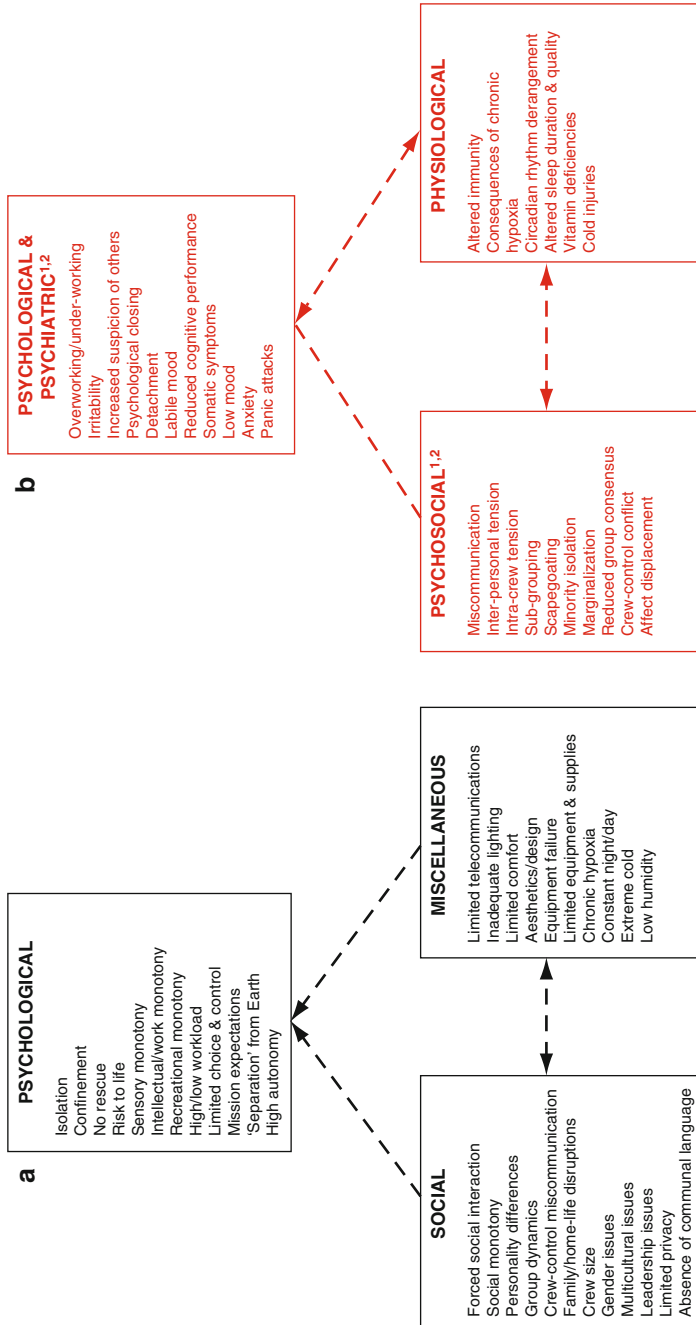 a
PSYCHOLOGICAL
Isolation
Confinement
No rescue
Risk to life
Sensory monotony
Intellectual/work monotony
Recreational monotony
High/low workload
Limited choice & control
Mission expectations
'Separation' from Earth
High autonomy
SOCIAL
Forced social interaction
Social monotony
Personality differences
Group dynamics
Crew-control miscommunication
Family/home-life disruptions
Crew size
Gender issues
Multicultural issues
Leadership issues
Limited privacy
Absence of communal language
MISCELLANEOUS
Limited telecommunications
Inadequate lighting
Limited comfort
Aesthetics/design
Equipment failure
Limited equipment & supplies
Chronic hypoxia
Constant night/day
Extreme cold
Low humidity
b
PSYCHOLOGICAL &
PSYCHIATRIC1,2
Overworking/under-working
Irritability
Increased suspicion of others
Psychological closing
Detachment
Labile mood
Reduced cognitive performance
Somatic symptoms
Low mood
Anxiety
Panic attacks
PSYCHOSOCIAL1,2
Miscommunication
Inter-personal tension
Intra-crew tension
Sub-grouping
Scapegoating
Minority isolation
Marginalization
Reduced group consensus
Crew-control conflict
Affect displacement
PHYSIOLOGICAL
Altered immunity
Consequences of chronic
hypoxia
Circadian rhythm derangement
Altered sleep duration & quality
Vitamin deficiencies
Cold injuries